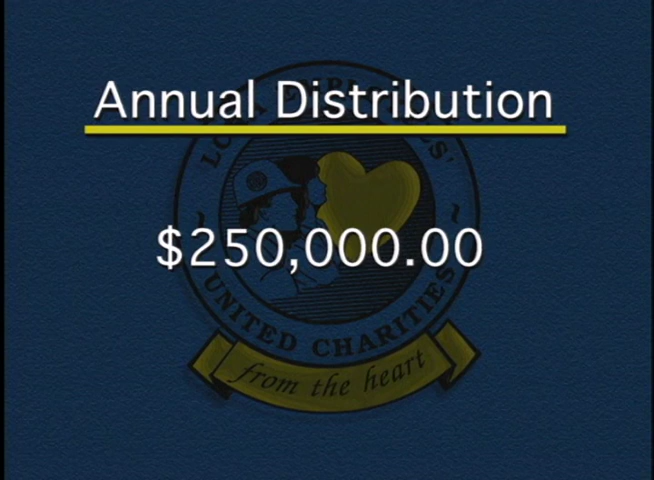 Annual Distribution
$250,000.00
UNITED CHARITIES
from the heart